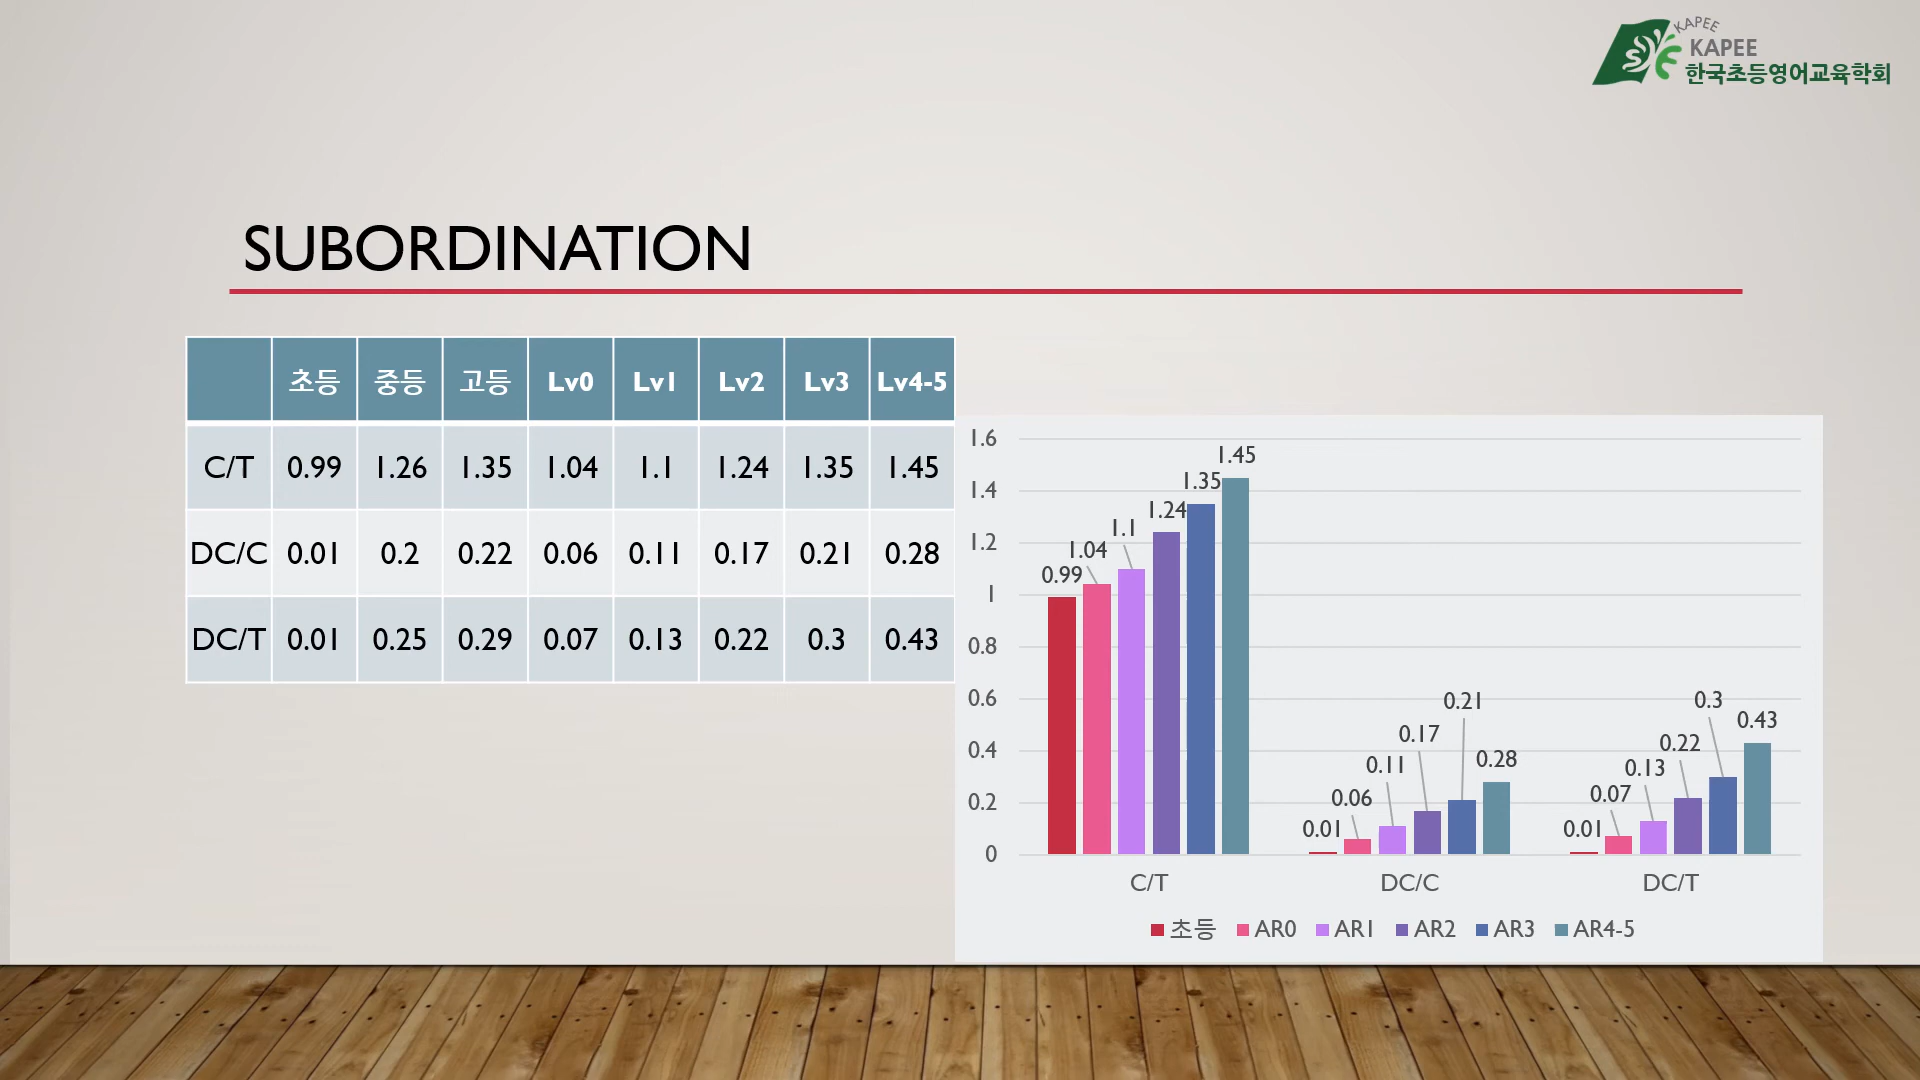 KAPEE
KAPEE
한국초등영어교육학회
SUBORDINATION
초등 중등 고등 Lv0 Lv1 Lv2 Lv3 Lv4-5
C/T 0.99 1.26 1.35 1.04 1.1 1.24 1.35 1.45
DC/C 0.01 0.2 0.22 0.06 0.11 0.17 0.21 0.28
DC/T 0.01 0.25 0.29 0.07 0.13 0.22 0.3 0.43
1.6
1.4
1.2
1
0.8
0.6
0.4
0.2
0
0.99 1.04 1.1 1.24 1.35 1.45
0.01 0.06 0.11 0.17 0.21 0.28
0.01 0.07 0.13 0.22 0.3 0.43
C/T DC/C DC/T
초등 AR0 AR1 AR2 AR3 AR4-5